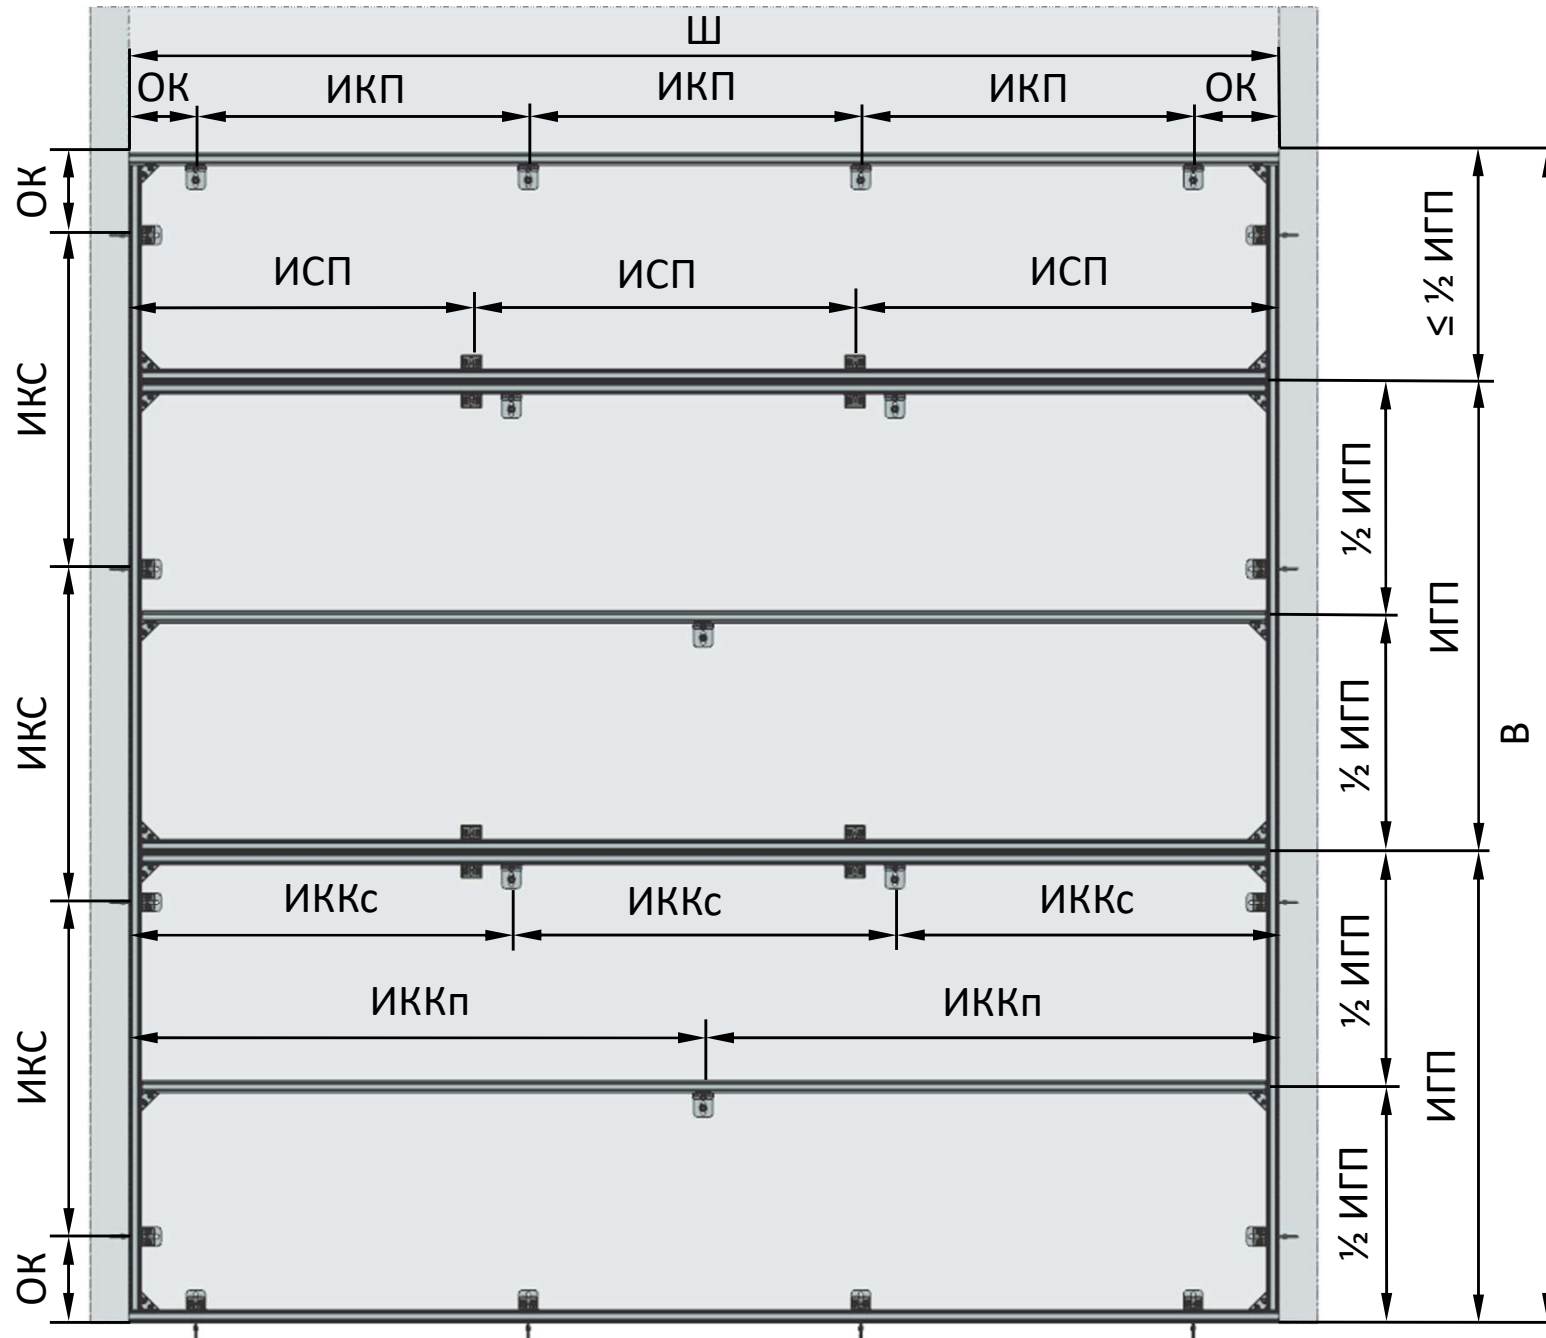 Ш
ОК
ИКП
ИКП
ИКП
ОК
ОК
ИКС
ИКС
ИКС
ОК
ИСП
ИСП
ИСП
ИККс
ИККс
ИККс
ИККп
ИККп
≤ ½ ИГП
½ ИГП
½ ИГП
½ ИГП
½ ИГП
ИГП
ИГП
В